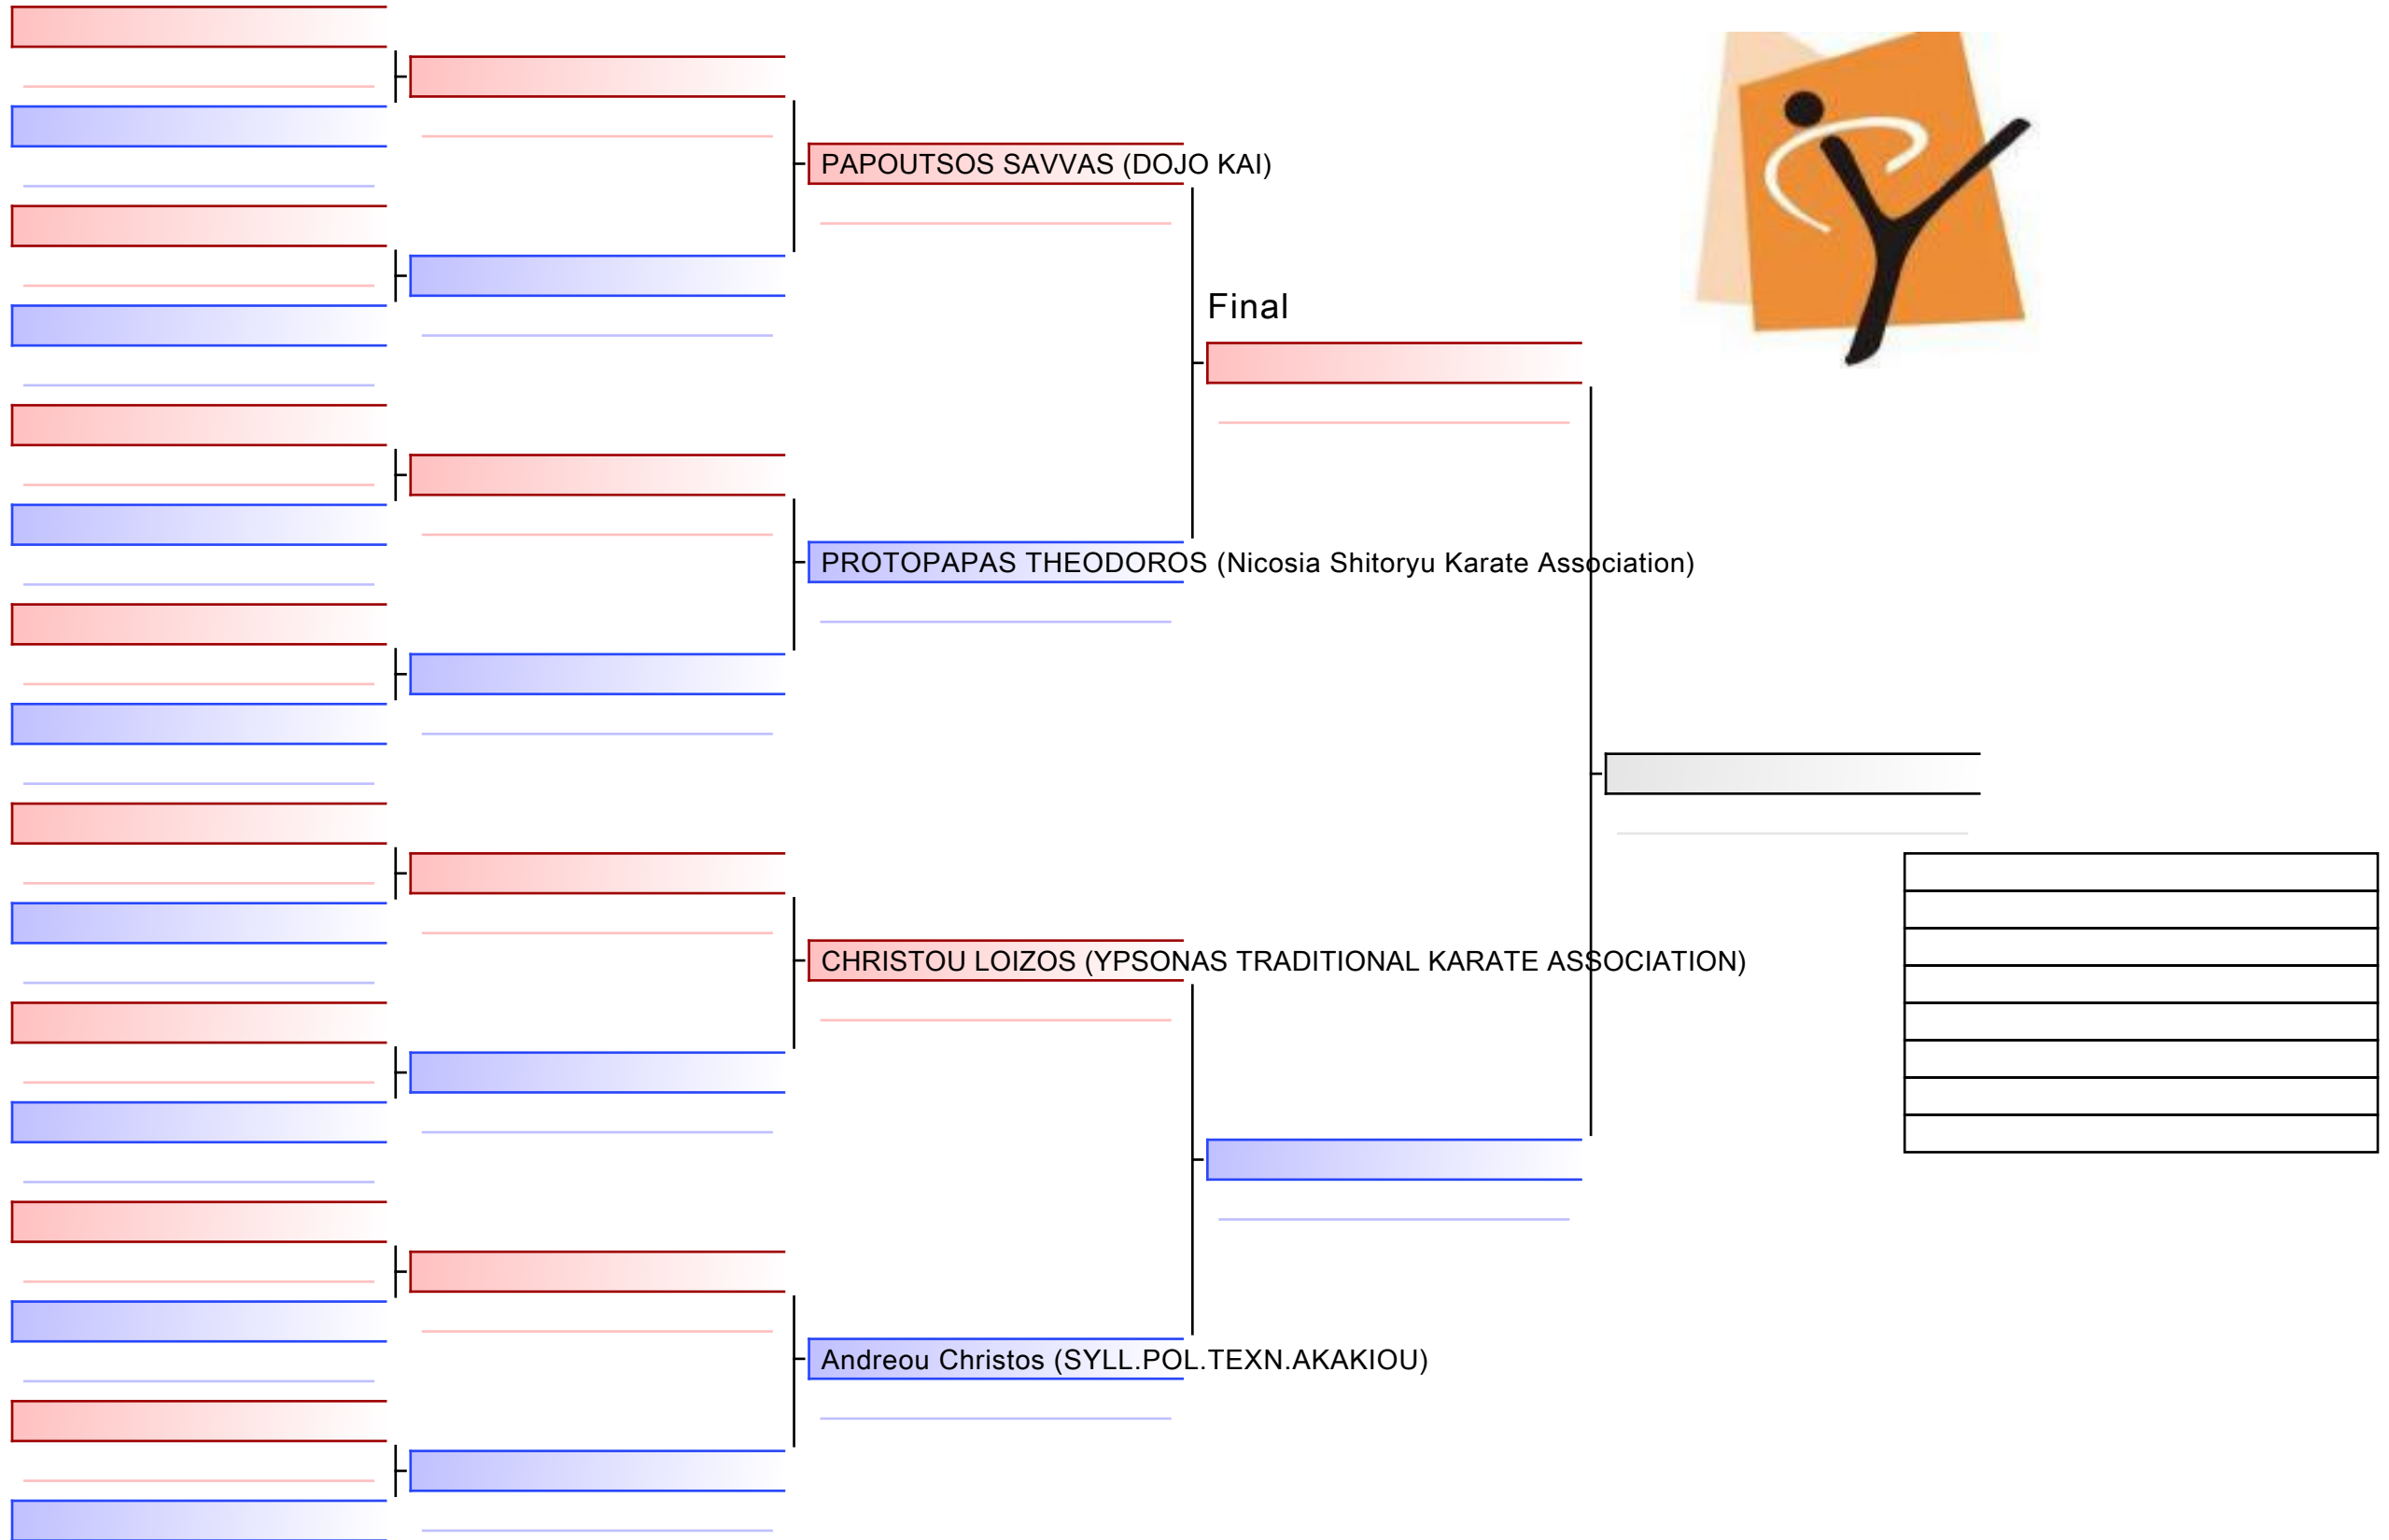 PAPOUTSOS SAVVAS (DOJO KAI)
Final
PROTOPAPAS THEODOROS (Nicosia Shitoryu Karate Association)
CHRISTOU LOIZOS (YPSONAS TRADITIONAL KARATE ASSOCIATION)
Andreou Christos (SYLL.POL.TEXN.AKAKIOU)